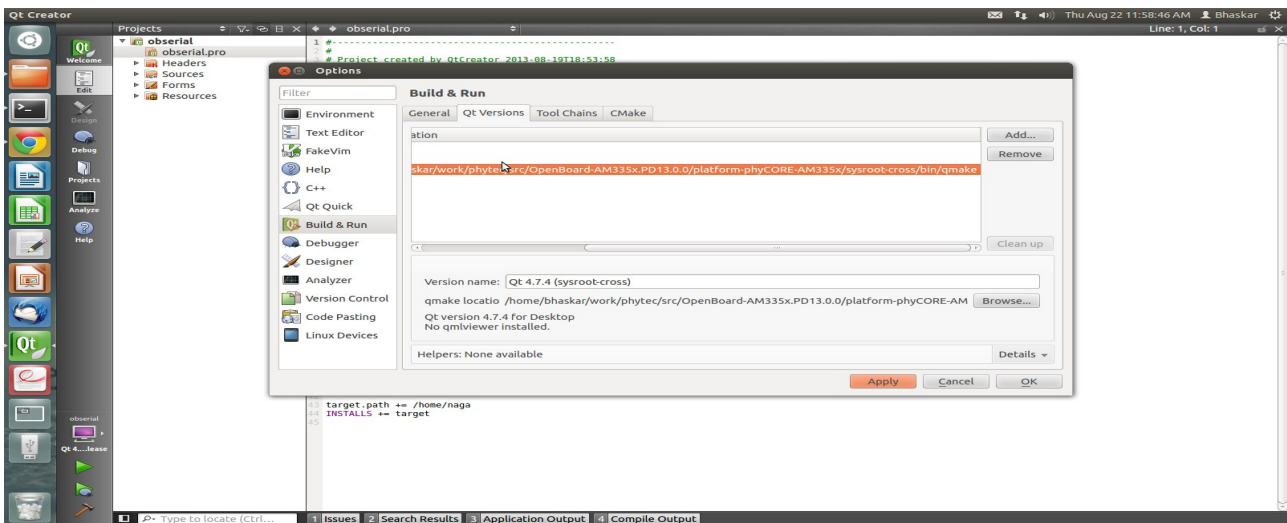 Qt Creator
Thu Aug 22 11:58:46 AM Bhaskar
Projects
obserial.pro
Line: 1, Col: 1
Welcome
Edit
Design
Debug
Projects
Analyze
Help
obserial
obserial.pro
Headers
Sources
Forms
Resources
1 #-------------------------------------------------
2 #
# Project created by QtCreator 2013-08-19T18:53:58
Options
Filter
Environment
Text Editor
FakeVim
Help
C++
Qt Quick
Build & Run
Debugger
Designer
Analyzer
Version Control
Code Pasting
Linux Devices
Build & Run
General Qt Versions Tool Chains CMake
ation
skar/work/phytec/src/OpenBoard-AM335x.PD13.0.0/platform-phyCORE-AM335x/sysroot-cross/bin/qmake
Add...
Remove
Clean up
Version name: Qt 4.7.4 (sysroot-cross)
qmake locatio /home/bhaskar/work/phytec/src/OpenBoard-AM335x.PD13.0.0/platform-phyCORE-AM Browse...
Qt version 4.7.4 for Desktop
No qmlviewer installed.
Helpers: None available
Details
Apply Cancel OK
43 target.path += /home/naga
44 INSTALLS += target
45
obserial
Qt 4....lease
Type to locate (Ctrl...
1 Issues 2 Search Results 3 Application Output 4 Compile Output